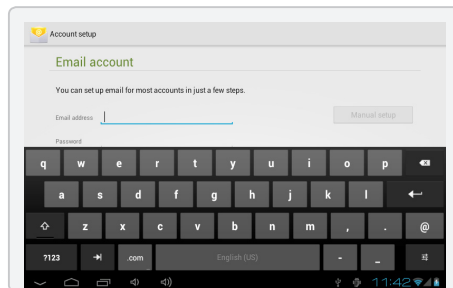 Account setup
Email account
You can set up email for most accounts in just a few steps.
Email address
Manual setup
Password
q w e r t y u i o p
a s d f g h j k l
z x c v b n m , . @
?123 .com English (US) - _
11:42